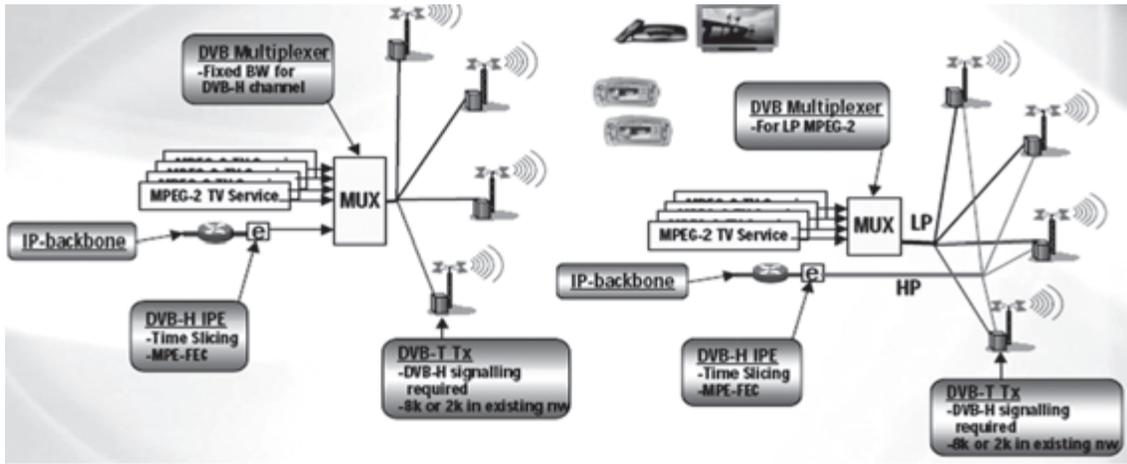 DVB Multiplexer
-Fixed BW for
DVB-H channel
MPEG-2 TV Service
MUX
IP-backbone
e
DVB-H IPE
-Time Slicing
-MPE-FEC
DVB-T Tx
-DVB-H signalling
required
-8k or 2k in existing nw
DVB Multiplexer
-For LP MPEG-2
MPEG-2 TV Service
MUX
LP
IP-backbone
e
HP
DVB-H IPE
-Time Slicing
-MPE-FEC
DVB-T Tx
-DVB-H signalling
required
-8k or 2k in existing nw